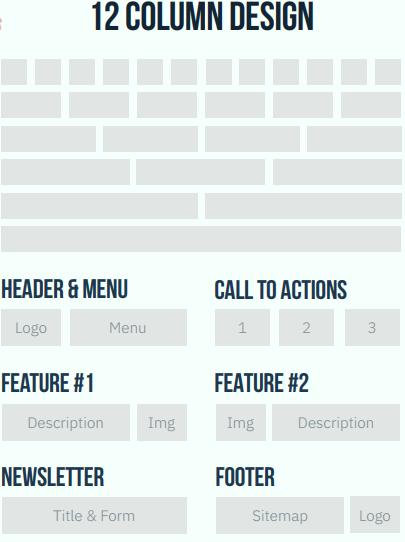 12 COLUMN DESIGN
HEADER & MENU
Logo Menu
CALL TO ACTIONS
1 2 3
FEATURE #1
Description Img
FEATURE #2
Img Description
NEWSLETTER
Title & Form
FOOTER
Sitemap Logo